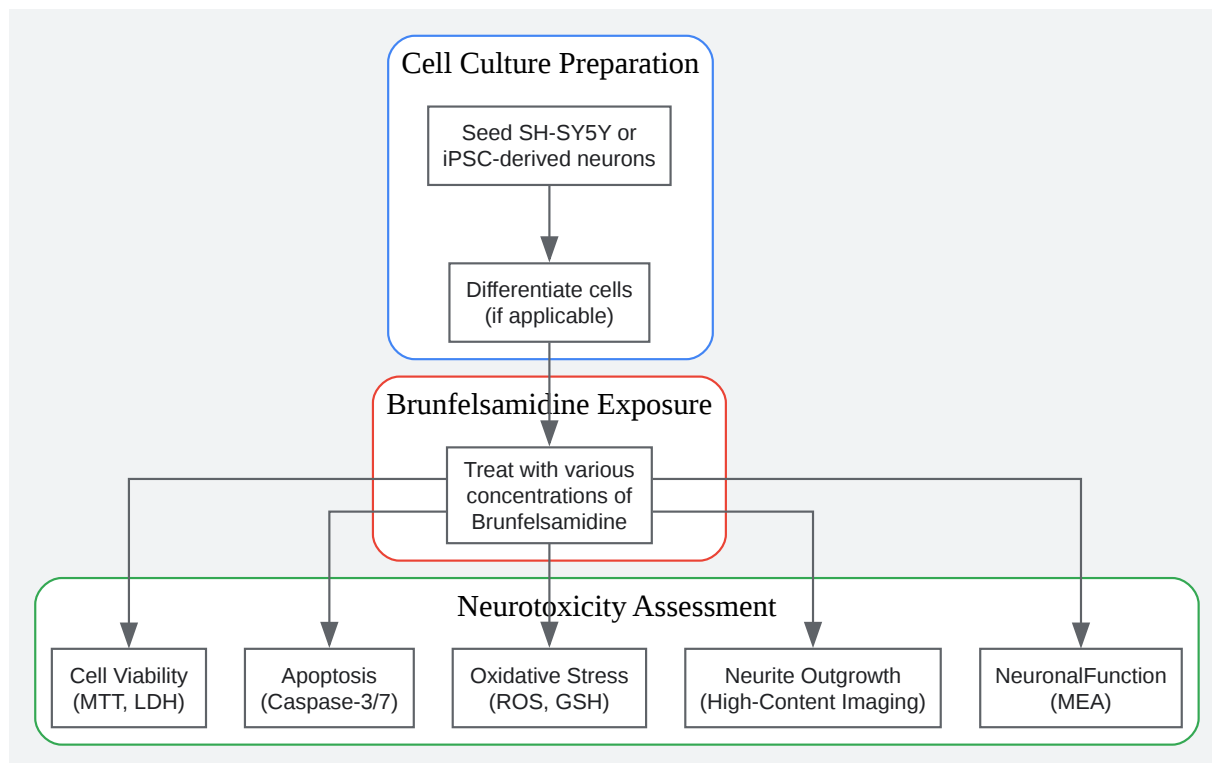 Cell Culture Preparation
Seed SH-SY5Y or
iPSC-derived neurons
Differentiate cells
(if applicable)
Brunfelsamidine Exposure
Treat with various
concentrations of
Brunfelsamidine
Neurotoxicity Assessment
Cell Viability
(MTT, LDH)
Apoptosis
(Caspase-3/7)
Oxidative Stress
(ROS, GSH)
Neurite Outgrowth
(High-Content Imaging)
NeuronalFunction
(MEA)